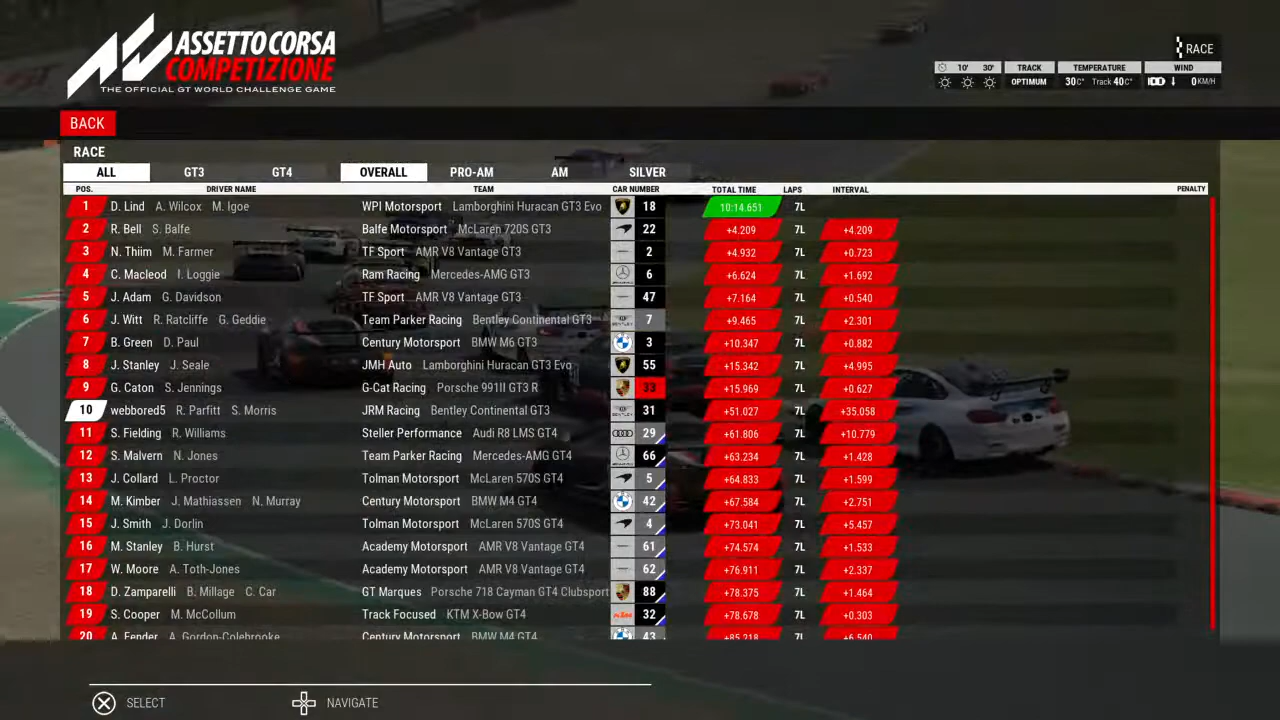 ASSETTO CORSA
COMPETIZIONE
THE OFFICIAL GT WORLD CHALLENGE GAME
RACE
10' 30' TRACK TEMPERATURE WIND
OPTIMUM 30C° Track 40C° 0KM/H
BACK
RACE
ALL GT3 GT4 OVERALL PRO-AM AM SILVER
POS. DRIVER NAME TEAM CAR NUMBER TOTAL TIME LAPS INTERVAL PENALTY
1 D. Lind A. Wilcox M. Igoe WPI Motorsport Lamborghini Huracan GT3 Evo 18 10:14.651 7L
2 R. Bell S. Balfe Balfe Motorsport McLaren 720S GT3 22 +4.209 7L +4.209
3 N. Thiim M. Farmer TF Sport AMR V8 Vantage GT3 2 +4.932 7L +0.723
4 C. Macleod I. Loggie Ram Racing Mercedes-AMG GT3 6 +6.624 7L +1.692
5 J. Adam G. Davidson TF Sport AMR V8 Vantage GT3 47 +7.164 7L +0.540
6 J. Witt R. Ratcliffe G. Geddie Team Parker Racing Bentley Continental GT3 7 +9.465 7L +2.301
7 B. Green D. Paul Century Motorsport BMW M6 GT3 3 +10.347 7L +0.882
8 J. Stanley J. Seale JMH Auto Lamborghini Huracan GT3 Evo 55 +15.342 7L +4.995
9 G. Caton S. Jennings G-Cat Racing Porsche 991II GT3 R 33 +15.969 7L +0.627
10 webbored5 R. Parfitt S. Morris JRM Racing Bentley Continental GT3 31 +51.027 7L +35.058
11 S. Fielding R. Williams Steller Performance Audi R8 LMS GT4 29 +61.806 7L +10.779
12 S. Malvern N. Jones Team Parker Racing Mercedes-AMG GT4 66 +63.234 7L +1.428
13 J. Collard L. Proctor Tolman Motorsport McLaren 570S GT4 5 +64.833 7L +1.599
14 M. Kimber J. Mathiassen N. Murray Century Motorsport BMW M4 GT4 42 +67.584 7L +2.751
15 J. Smith J. Dorlin Tolman Motorsport McLaren 570S GT4 4 +73.041 7L +5.457
16 M. Stanley B. Hurst Academy Motorsport AMR V8 Vantage GT4 61 +74.574 7L +1.533
17 W. Moore A. Toth-Jones Academy Motorsport AMR V8 Vantage GT4 62 +76.911 7L +2.337
18 D. Zamparelli B. Millage C. Car GT Marques Porsche 718 Cayman GT4 Clubsport 88 +78.375 7L +1.464
19 S. Cooper M. McCollum Track Focused KTM X-Bow GT4 32 +78.678 7L +0.303
20 A. Fender A. Gordon-Colebrooke Century Motorsport BMW M4 GT4 43 +85.218 7L +6.540
SELECT NAVIGATE